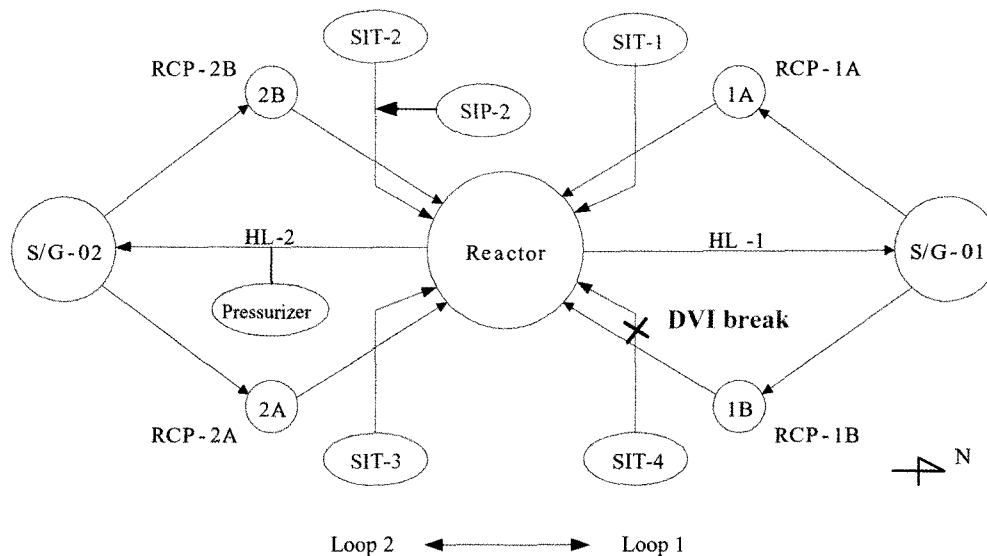 SIT-2
SIT-1
RCP-2B
RCP-1A
2B
1A
SIP-2
HL-2
HL-1
S/G-02
Reactor
S/G-01
Pressurizer
DVI break
2A
1B
RCP-2A
RCP-1B
SIT-3
SIT-4
N
Loop 2
Loop 1